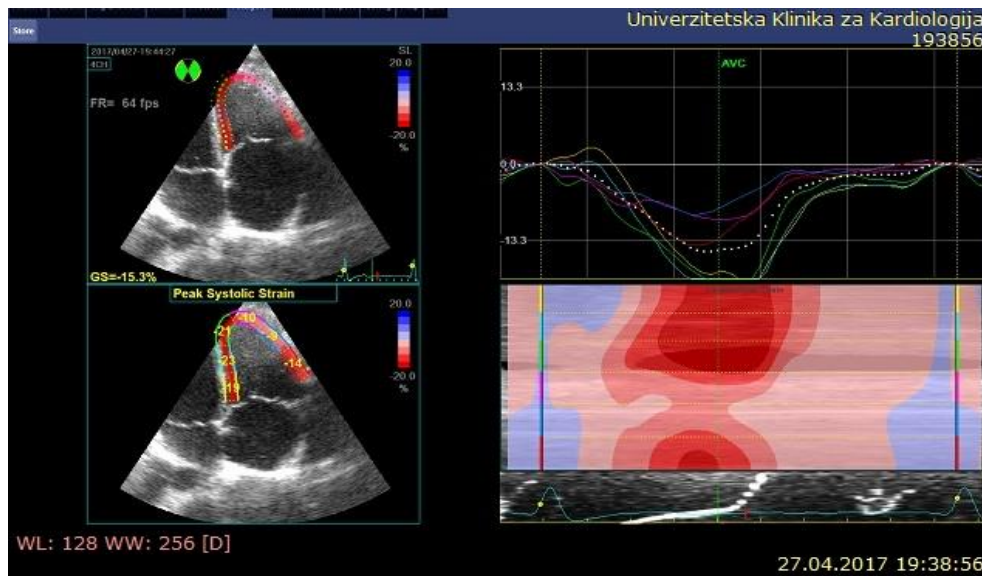 Store
Univerzitetska Klinika za Kardiologija
193856
2017/04/27-19:44:27
4CH
FR= 64 fps
SL
20.0
-20.0
%
GS=-15.3%
AVC
13.3
0.0
-13.3
Peak Systolic Strain
20.0
-20.0
%
-21
-10
-9
-23
-14
-19
WL: 128 WW: 256 [D]
27.04.2017 19:38:56